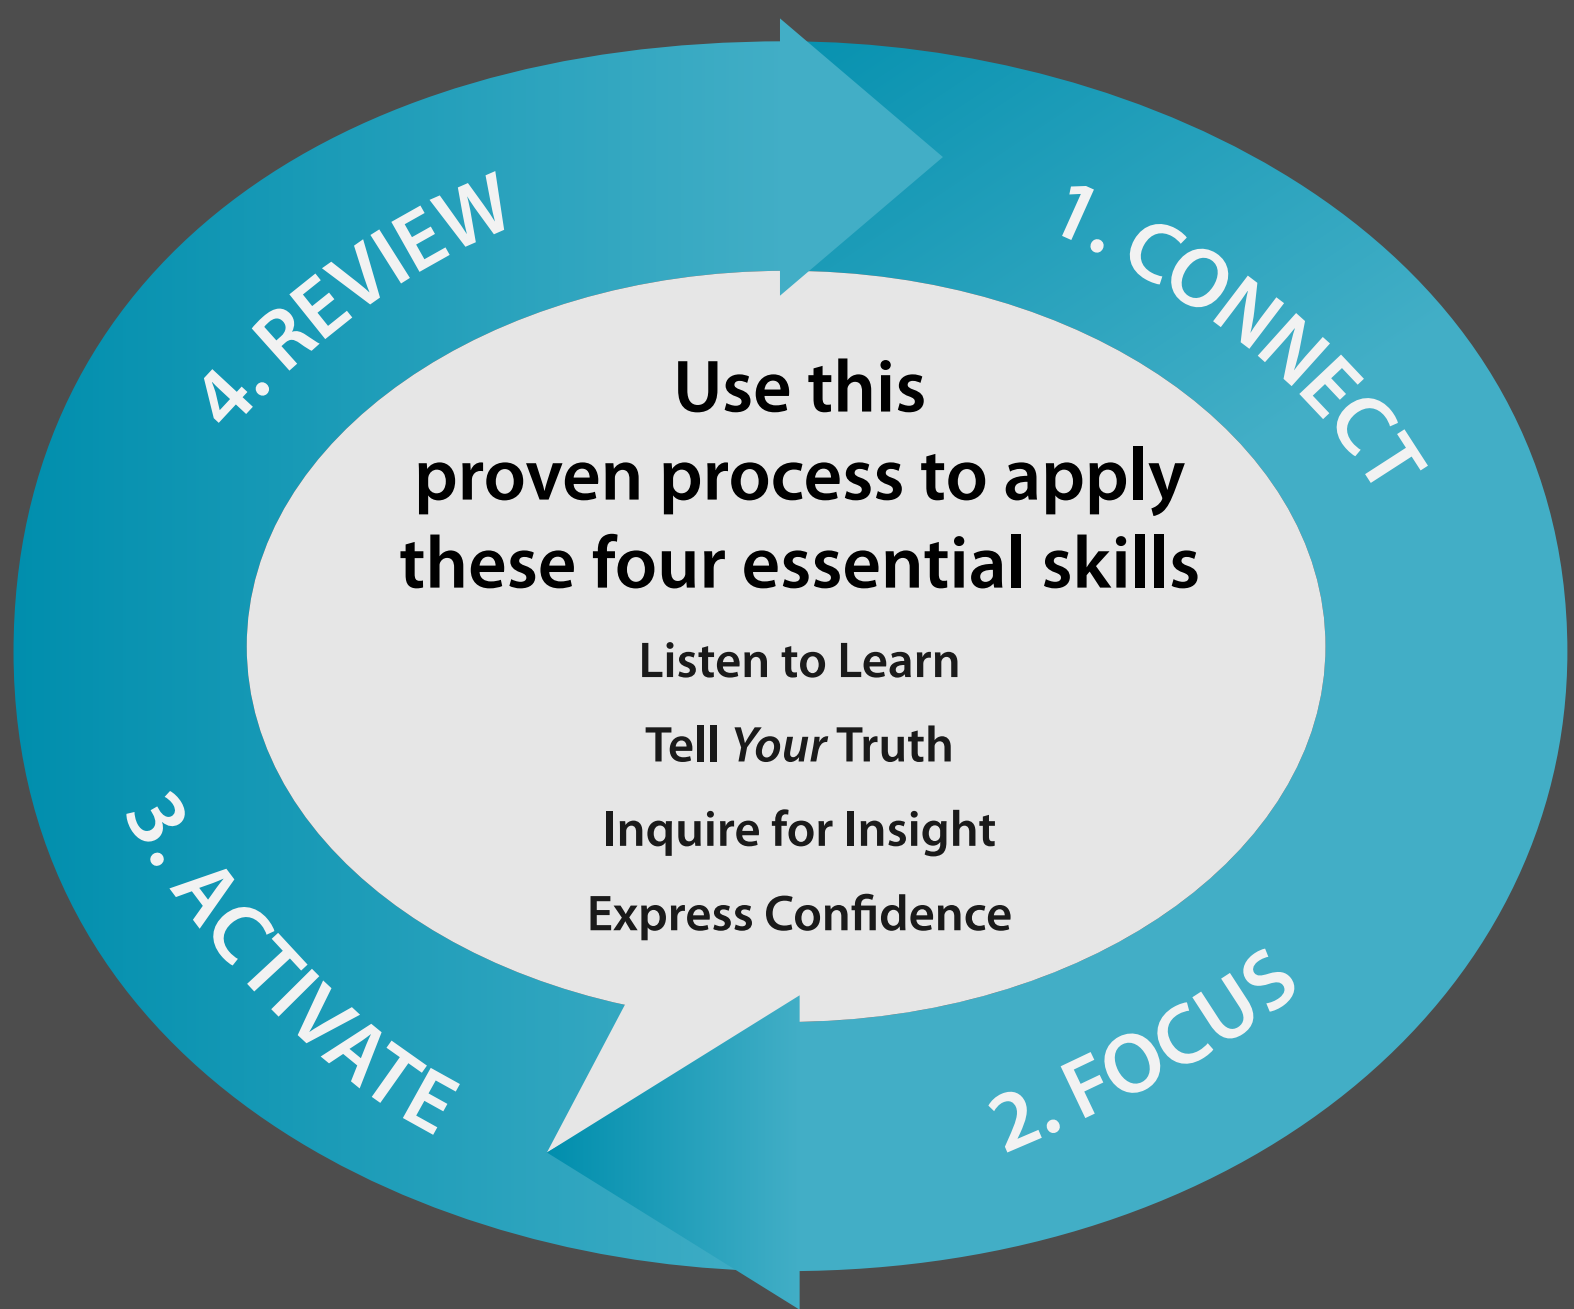 1. CONNECT
2. FOCUS
3. ACTIVATE
4. REVIEW
Use this
proven process to apply
these four essential skills
Listen to Learn
Tell Your Truth
Inquire for Insight
Express Confidence